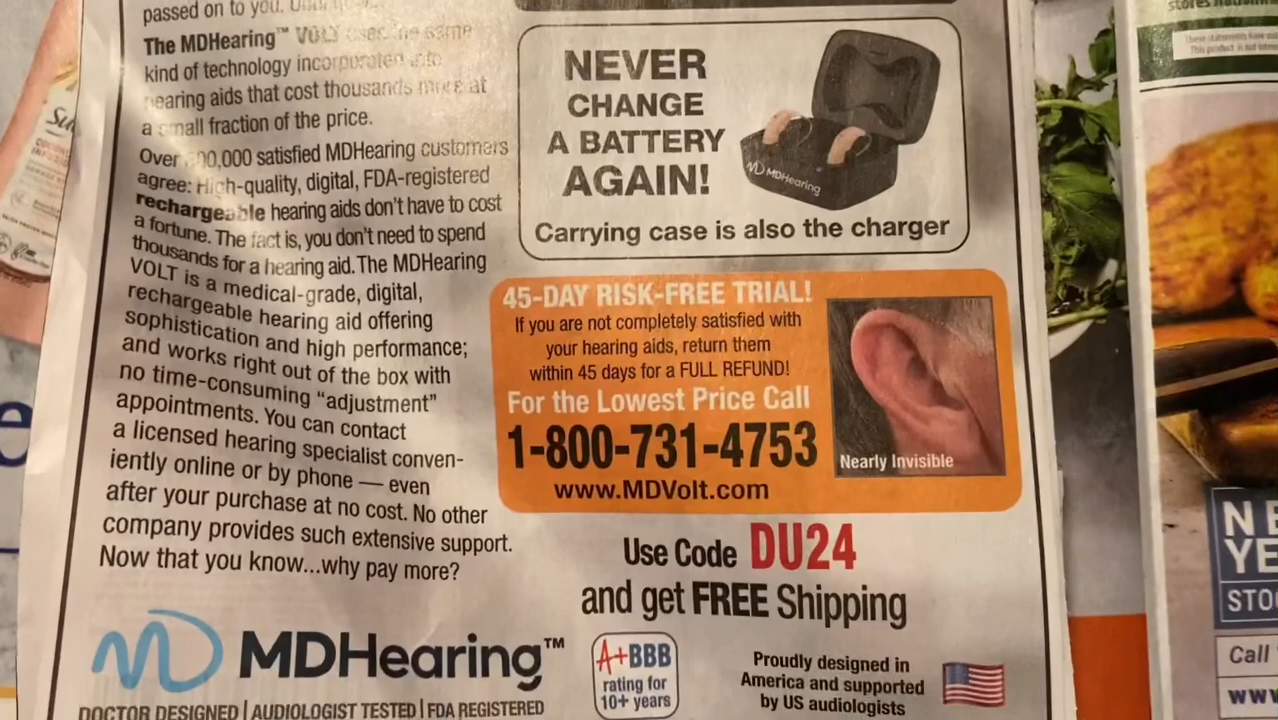 passed on to you.
The MDHearing™ VOLT uses the same
kind of technology incorporated into
hearing aids that cost thousands more at
a small fraction of the price.
Over 00,000 satisfied MDHearing customers
agree: High-quality, digital, FDA-registered
rechargeable hearing aids don't have to cost
a fortune. The fact is, you don't need to spend
thousands for a hearing aid. The MDHearing
VOLT is a medical-grade, digital,
rechargeable hearing aid offering
sophistication and high performance;
and works right out of the box with
no time-consuming "adjustment"
appointments. You can contact
a licensed hearing specialist conven-
iently online or by phone — even
after your purchase at no cost. No other
company provides such extensive support.
Now that you know...why pay more?
MDHearing™
DOCTOR DESIGNED | AUDIOLOGIST TESTED | FDA REGISTERED
NEVER
CHANGE
A BATTERY
AGAIN!
MDHearing
Carrying case is also the charger
45-DAY RISK-FREE TRIAL!
If you are not completely satisfied with
your hearing aids, return them
within 45 days for a FULL REFUND!
For the Lowest Price Call
1-800-731-4753
www.MDVolt.com
Nearly Invisible
Use Code DU24
and get FREE Shipping
A+BBB
rating for
10+ years
Proudly designed in
America and supported
by US audiologists
Call
www